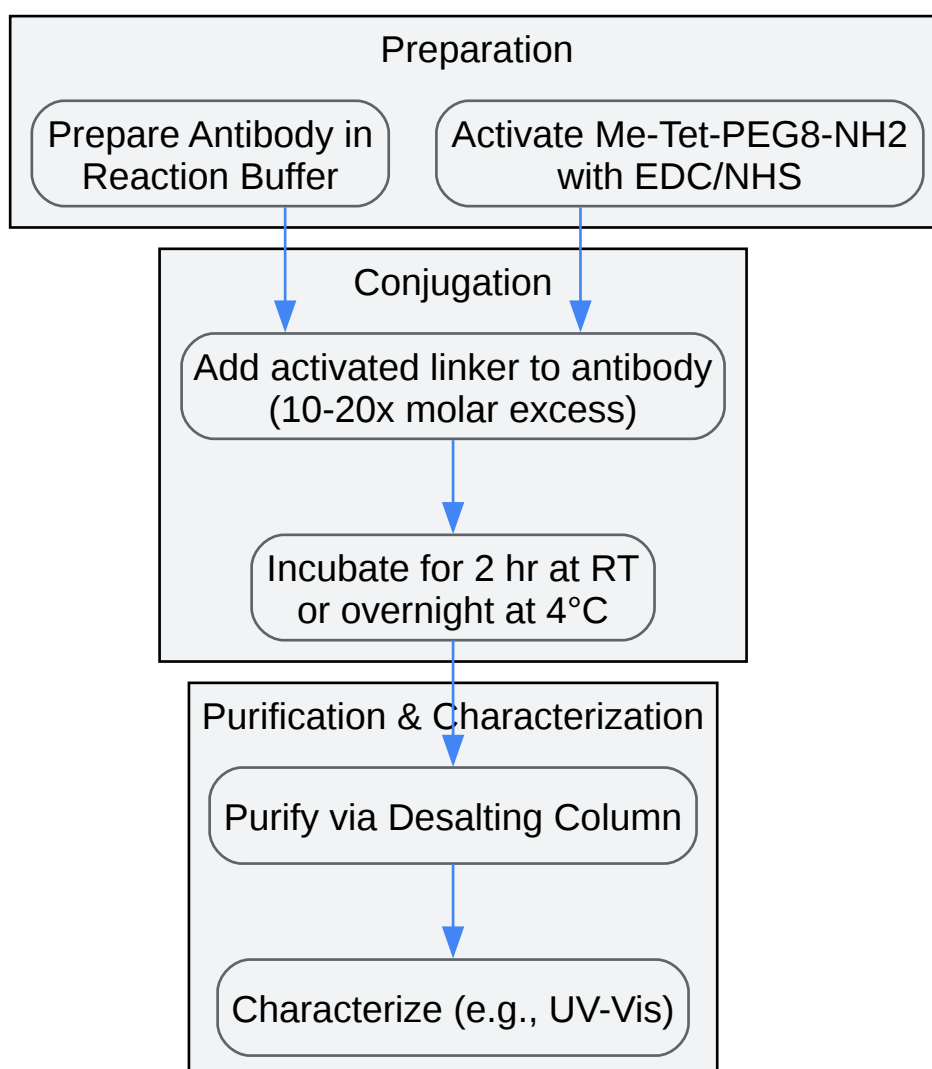 Preparation
Prepare Antibody in
Reaction Buffer
Activate Me-Tet-PEG8-NH2
with EDC/NHS
Conjugation
Add activated linker to antibody
(10-20x molar excess)
Incubate for 2 hr at RT
or overnight at 4°C
Purification & Characterization
Purify via Desalting Column
Characterize (e.g., UV-Vis)